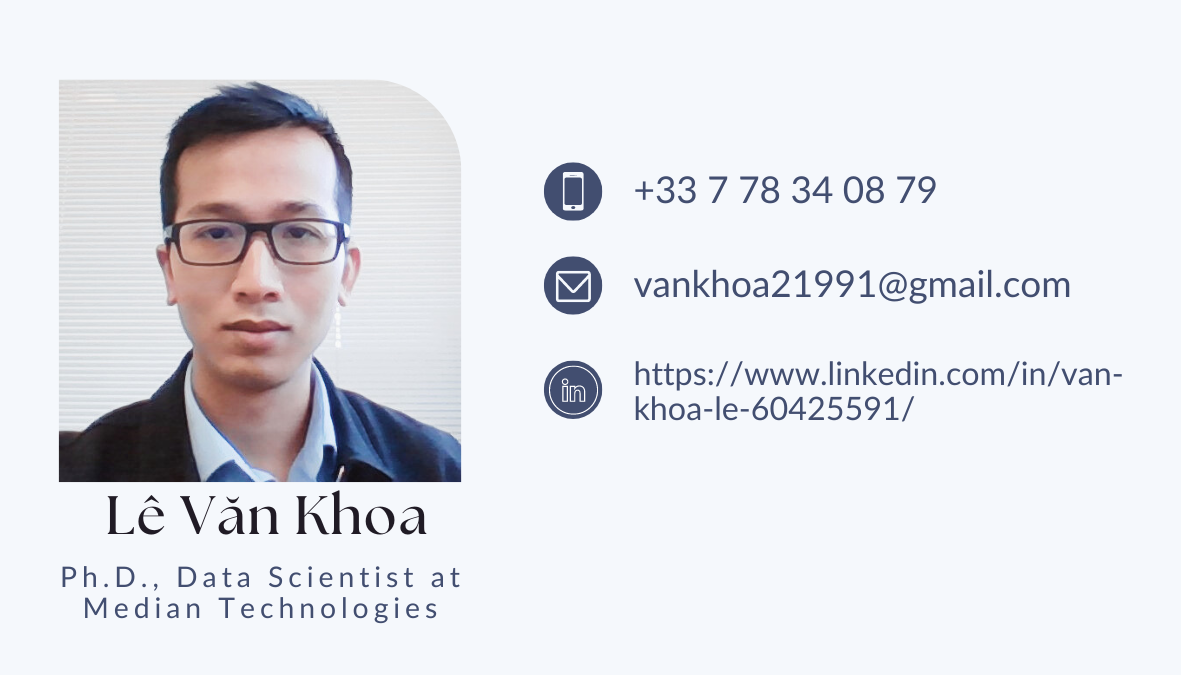 +33 7 78 34 08 79
vankhoa21991@gmail.com
https://www.linkedin.com/in/van-
khoa-le-60425591/
in
Lê Văn Khoa
Ph.D., Data Scientist at
Median Technologies